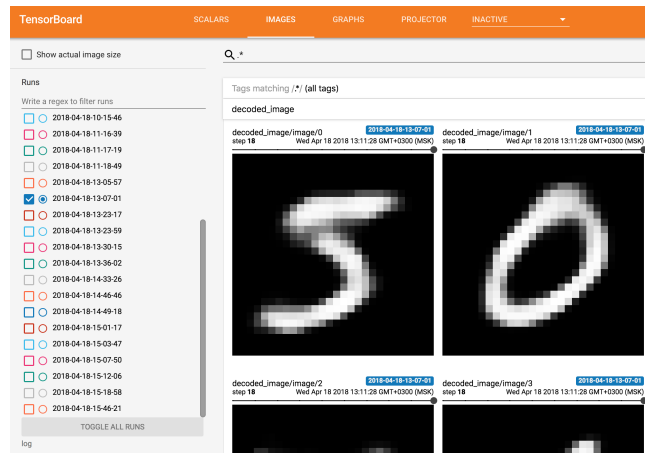 TensorBoard SCALARS IMAGES GRAPHS PROJECTOR INACTIVE
Show actual image size
.*
Runs
Write a regex to filter runs
2018-04-18-10-15-46
2018-04-18-11-16-39
2018-04-18-11-17-19
2018-04-18-11-18-49
2018-04-18-13-05-57
2018-04-18-13-07-01
2018-04-18-13-23-17
2018-04-18-13-23-59
2018-04-18-13-30-15
2018-04-18-13-36-02
2018-04-18-14-33-26
2018-04-18-14-46-46
2018-04-18-14-49-18
2018-04-18-15-01-17
2018-04-18-15-03-47
2018-04-18-15-07-50
2018-04-18-15-12-06
2018-04-18-15-18-58
2018-04-18-15-46-21
TOGGLE ALL RUNS
log
Tags matching /.*/ (all tags)
decoded_image
decoded_image/image/0 2018-04-18-13-07-01
step 18 Wed Apr 18 2018 13:11:28 GMT+0300 (MSK)
5
decoded_image/image/1 2018-04-18-13-07-01
step 18 Wed Apr 18 2018 13:11:28 GMT+0300 (MSK)
0
decoded_image/image/2 2018-04-18-13-07-01
step 18 Wed Apr 18 2018 13:11:28 GMT+0300 (MSK)
decoded_image/image/3 2018-04-18-13-07-01
step 18 Wed Apr 18 2018 13:11:28 GMT+0300 (MSK)